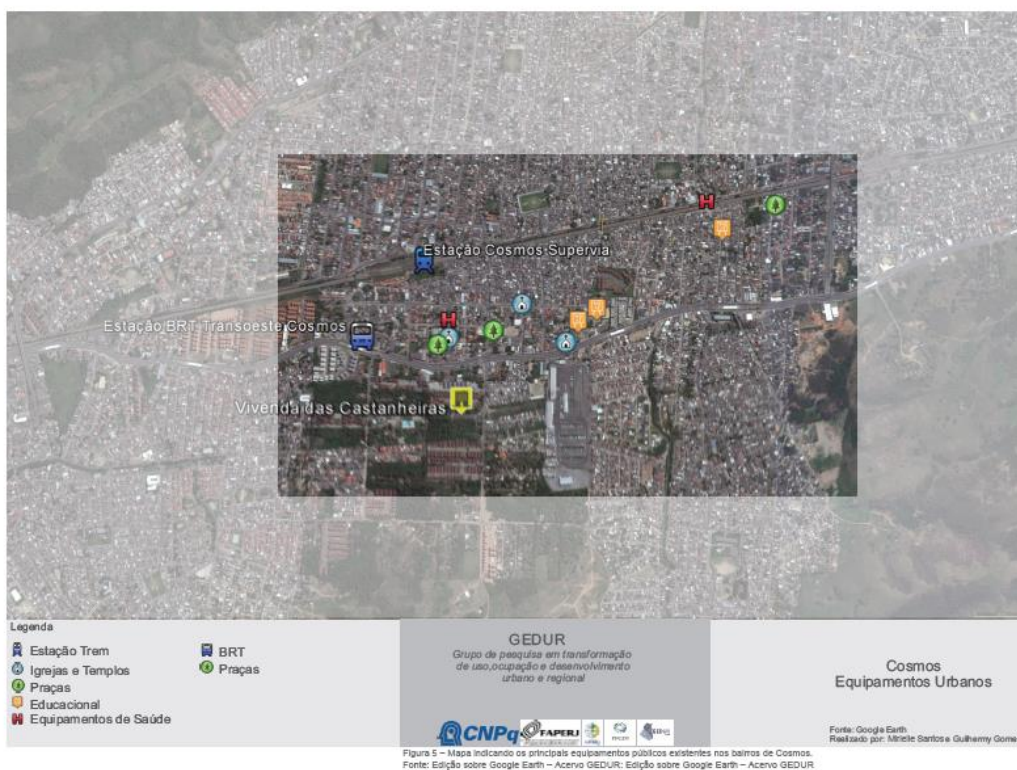 Estação Cosmos Supervia
Estação BRT Transoeste Cosmos
Vivenda das Castanheiras
Legenda
Estação Trem
Igrejas e Templos
Praças
Educacional
Equipamentos de Saúde
BRT
Praças
GEDUR
Grupo de pesquisa em transformação
de uso,ocupação e desenvolvimento
urbano e regional
CNPq
FAPERJ
Cosmos
Equipamentos Urbanos
Fonte: Google Earth
Realizado por: Mirielle Santos e Guilhermy Gome
Figura 5 – Mapa indicando os principais equipamentos públicos existentes nos bairros de Cosmos.
Fonte: Edição sobre Google Earth – Acervo GEDUR: Edição sobre Google Earth – Acervo GEDUR